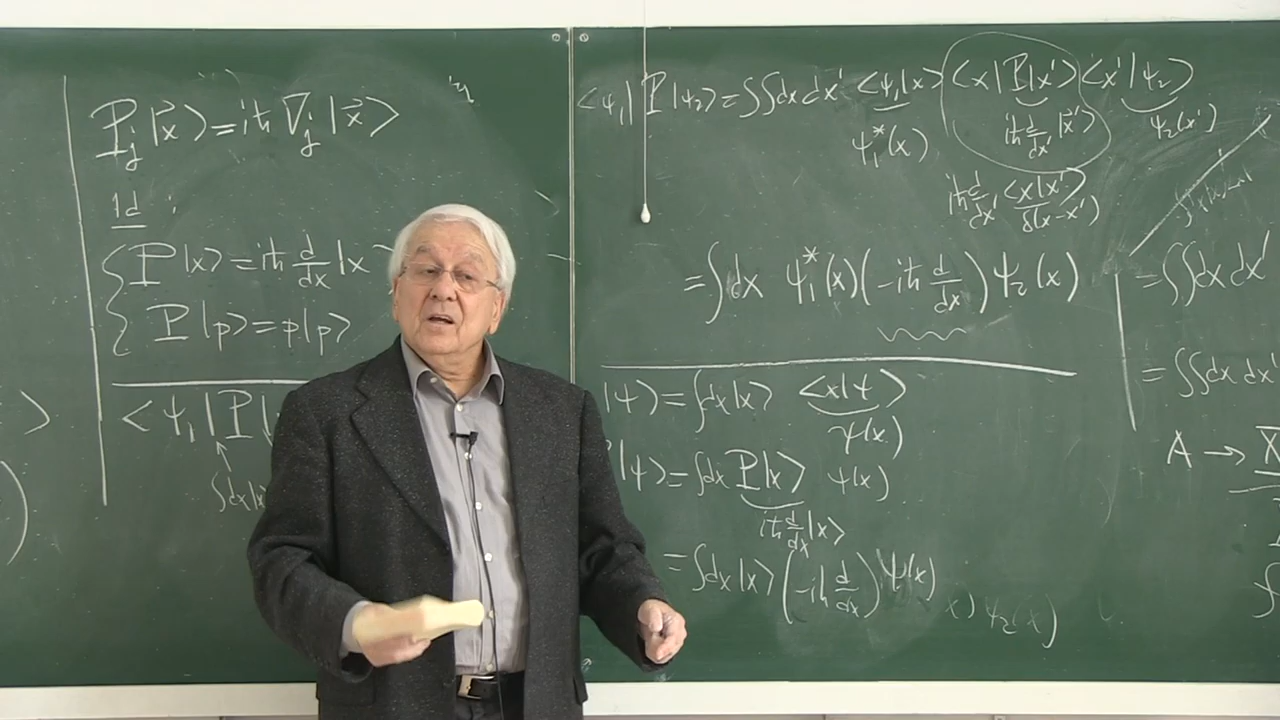 ℙ_j |x⃗⟩ = iħ ∇_j |x⃗⟩
1d :
{ ℙ |x⟩ = iħ d/dx |x
{ ℙ |p⟩ = p |p⟩
⟨ψ₁| ℙ |
∫dx |x
⟨ψ₁| ℙ |ψ₂⟩ = ∫∫ dx dx' ⟨ψ₁|x⟩ ⟨x| ℙ |x'⟩ ⟨x'|ψ₂⟩
ψ₁*(x) iħ d/dx' |x'⟩ ψ₂(x')
iħ d/dx' ⟨x|x'⟩
δ(x-x')
= ∫dx ψ₁*(x) (-iħ d/dx) ψ₂(x)
|ψ⟩ = ∫dx |x⟩ ⟨x|ψ⟩
ψ(x)
|ψ⟩ = ∫dx ℙ|x⟩ ψ(x)
iħ d/dx |x⟩
= ∫dx |x⟩ (-iħ d/dx) ψ(x)
x) ψ₂(x)
= ∫∫ dx dx'
= ∫∫ dx dx'
A → X